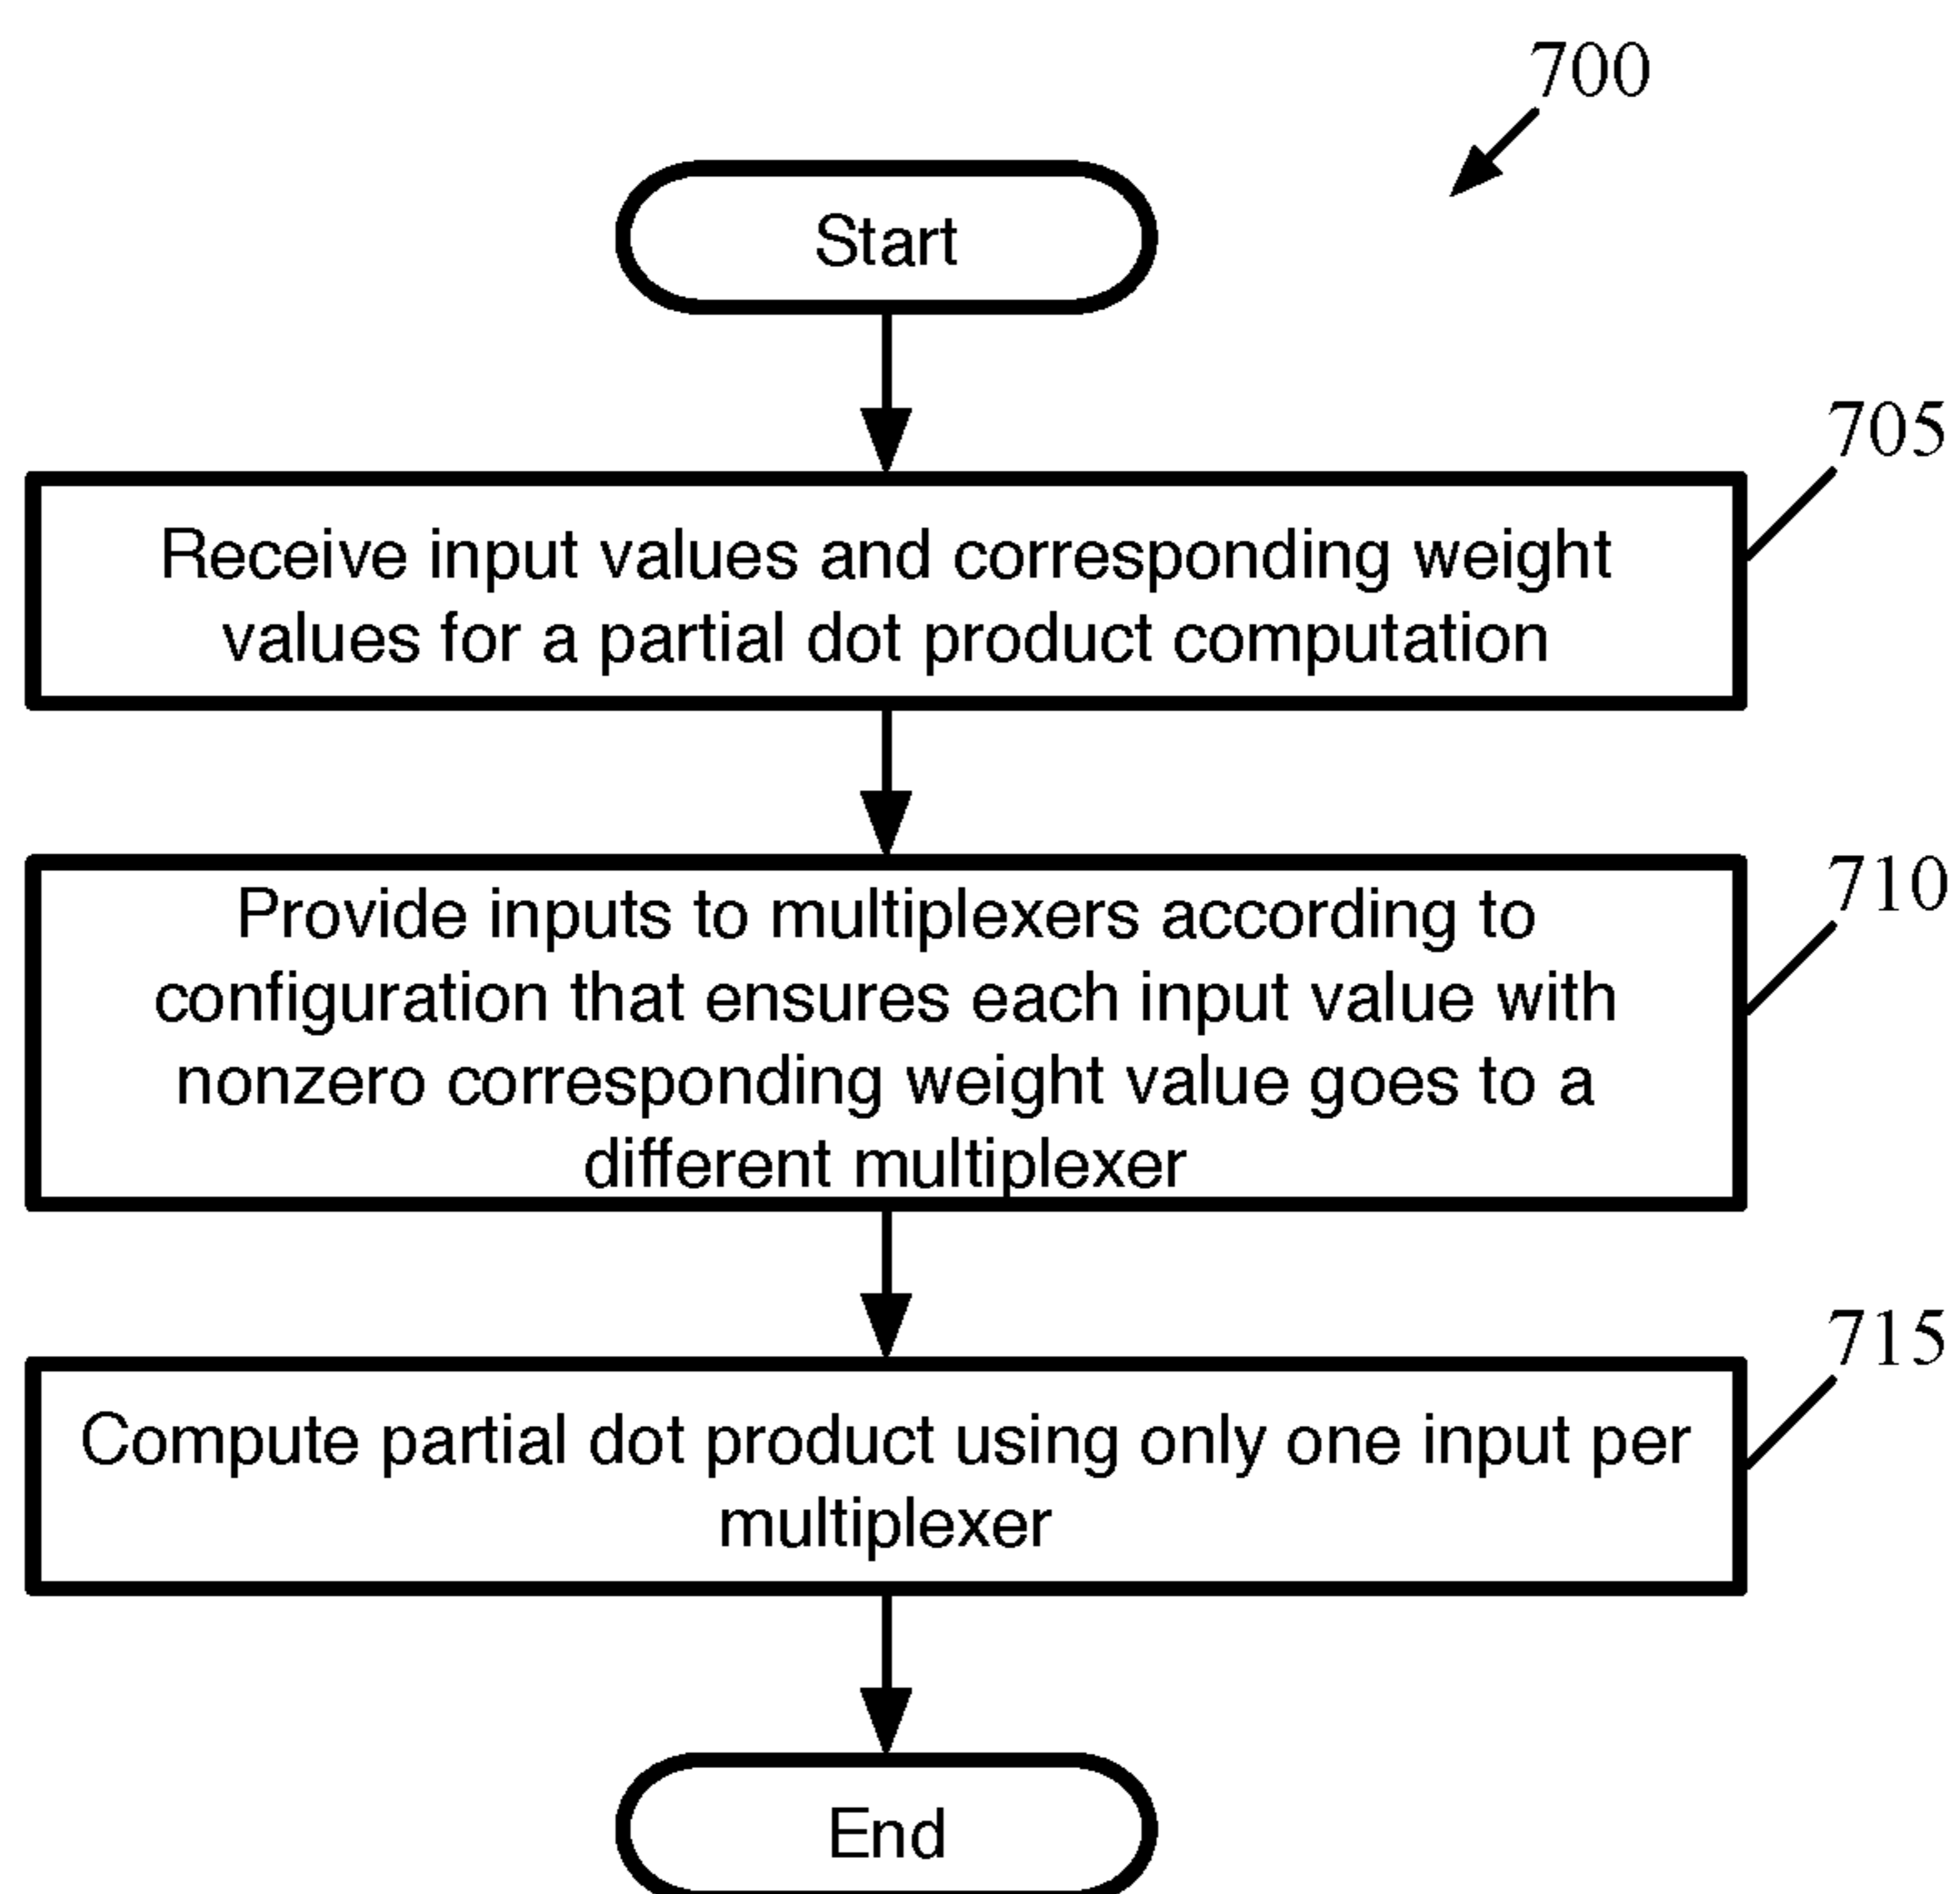 700
Start
705
Receive input values and corresponding weight
values for a partial dot product computation
710
Provide inputs to multiplexers according to
configuration that ensures each input value with
nonzero corresponding weight value goes to a
different multiplexer
715
Compute partial dot product using only one input per
multiplexer
End